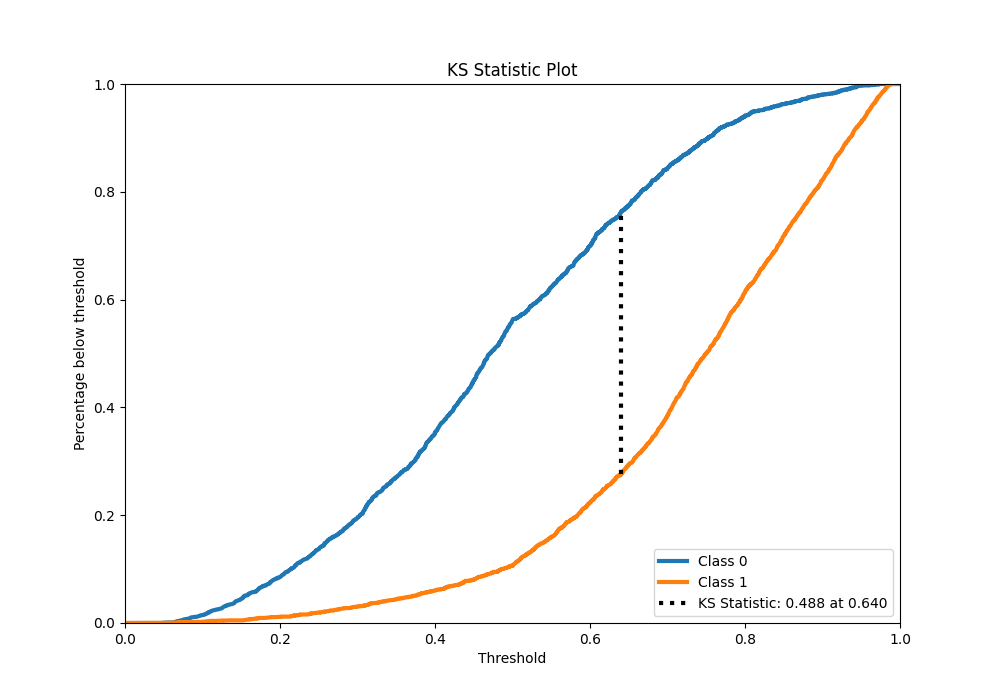 KS Statistic Plot
1.0
0.8
0.6
0.4
0.2
0.0
Percentage below threshold
0.0 0.2 0.4 0.6 0.8 1.0
Threshold
Class 0
Class 1
KS Statistic: 0.488 at 0.640